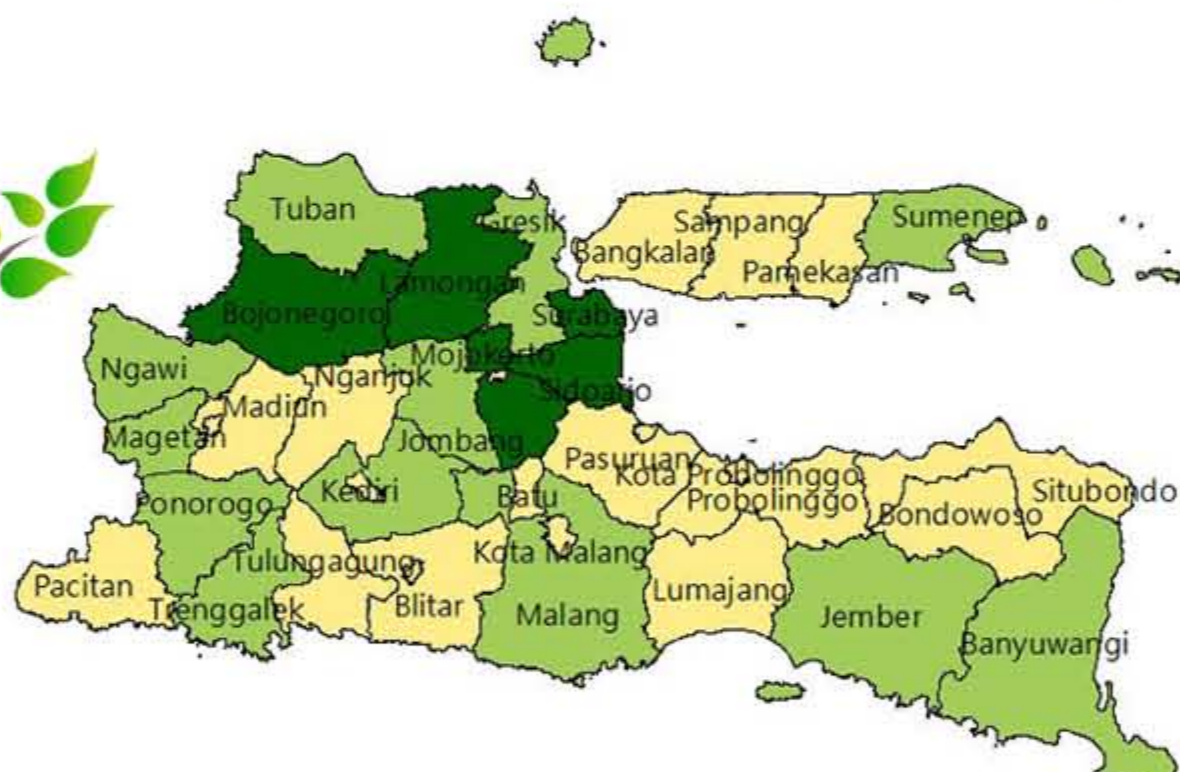 Tuban
Gresik
Sampang
Sumenep
Bangkalan
Pamekasan
Lamongan
Bojonegoro
Surabaya
Mojokerto
Ngawi
Nganjuk
Sidoarjo
Madiun
Magetan
Jombang
Pasuruan
Kota Probolinggo
Kediri
Batu
Probolinggo
Situbondo
Ponorogo
Bondowoso
Kota Malang
Tulungagung
Pacitan
Lumajang
Trenggalek
Blitar
Malang
Jember
Banyuwangi